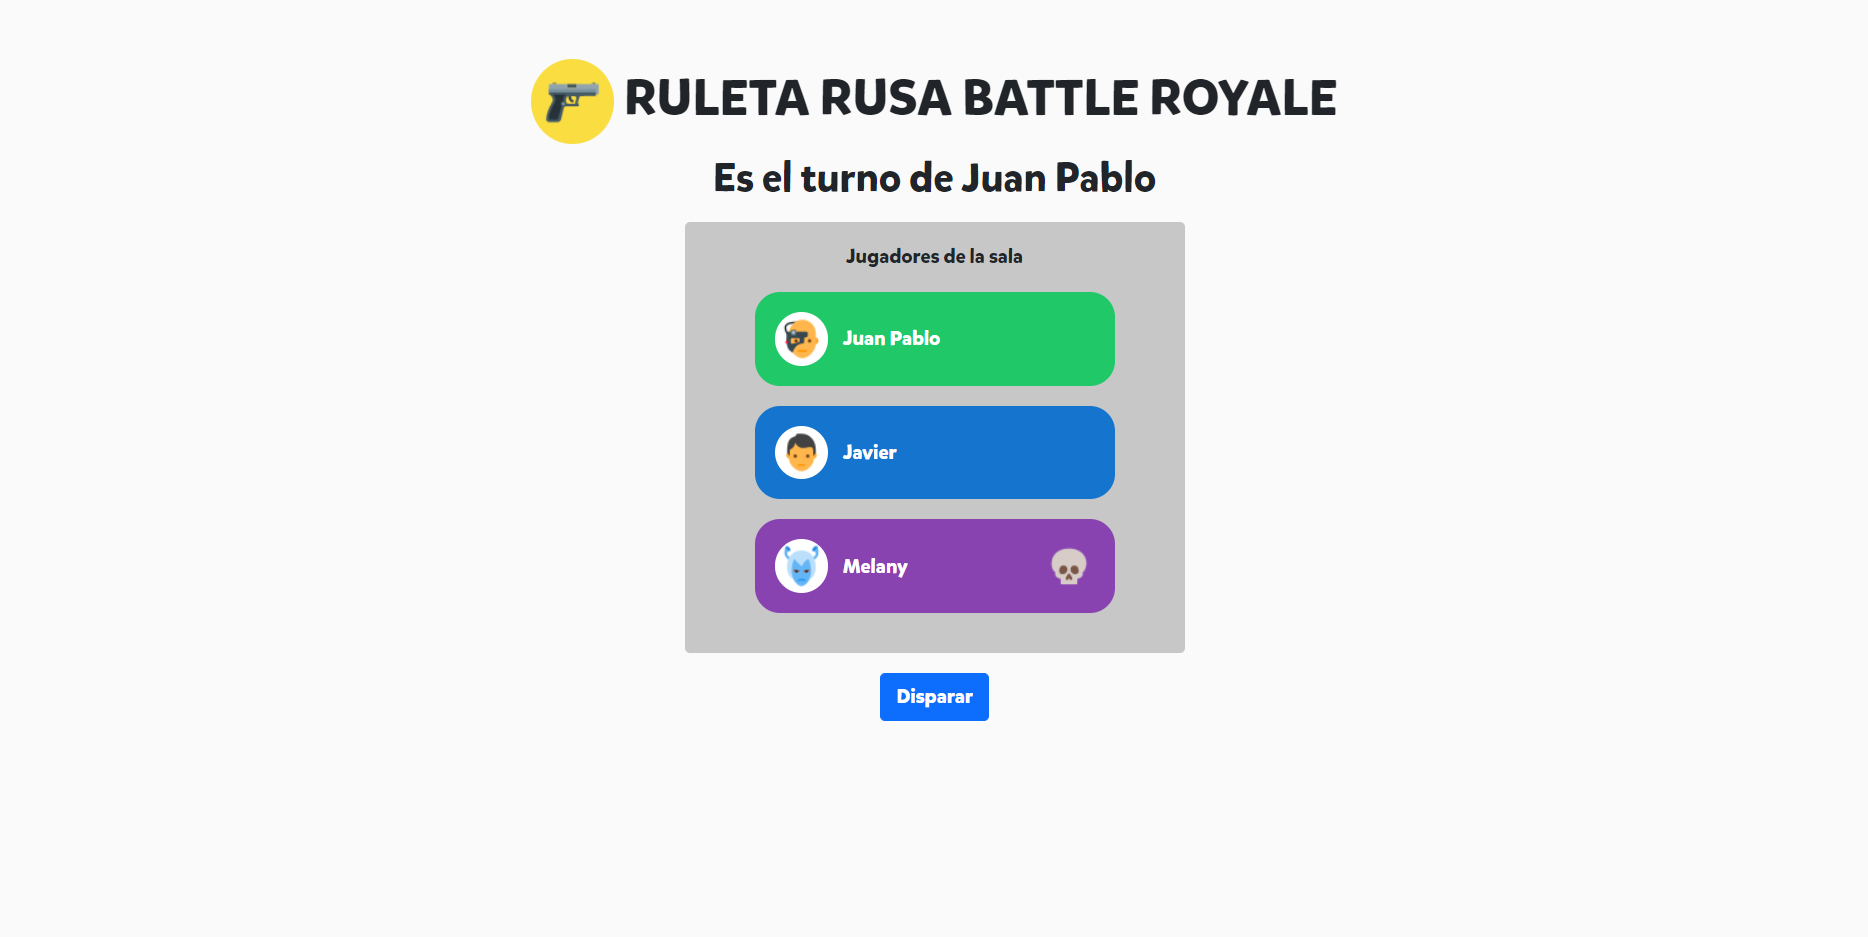 RULETA RUSA BATTLE ROYALE
Es el turno de Juan Pablo
Jugadores de la sala
Juan Pablo
Javier
Melany
Disparar